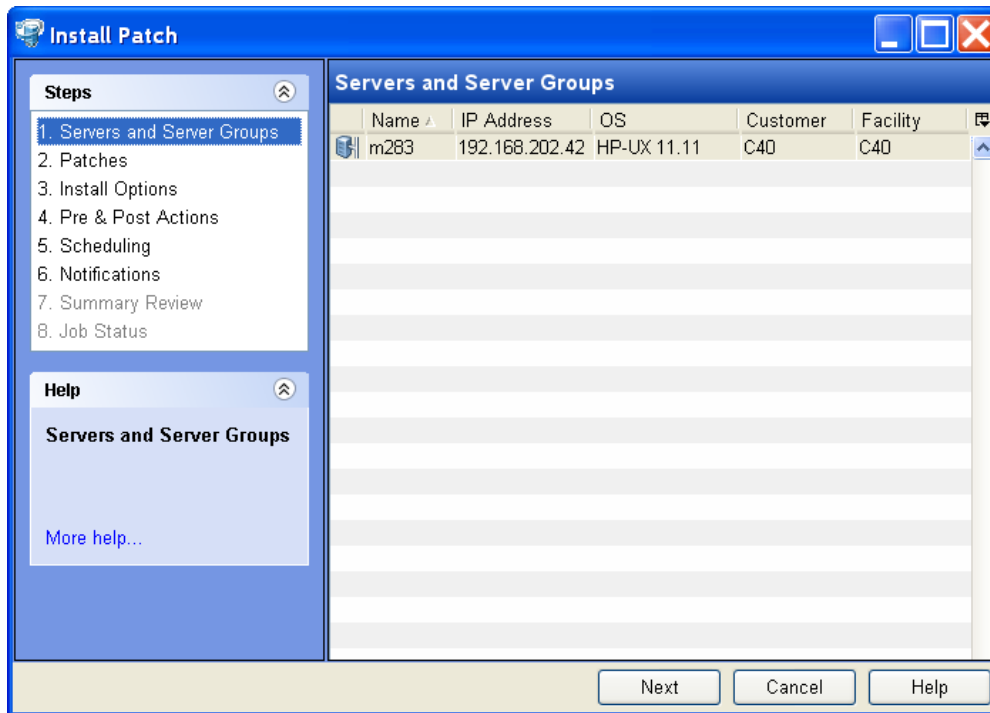 Install Patch
Steps
1. Servers and Server Groups
2. Patches
3. Install Options
4. Pre & Post Actions
5. Scheduling
6. Notifications
7. Summary Review
8. Job Status
Help
Servers and Server Groups
More help...
Servers and Server Groups
Name IP Address OS Customer Facility
m283 192.168.202.42 HP-UX 11.11 C40 C40
Next Cancel Help